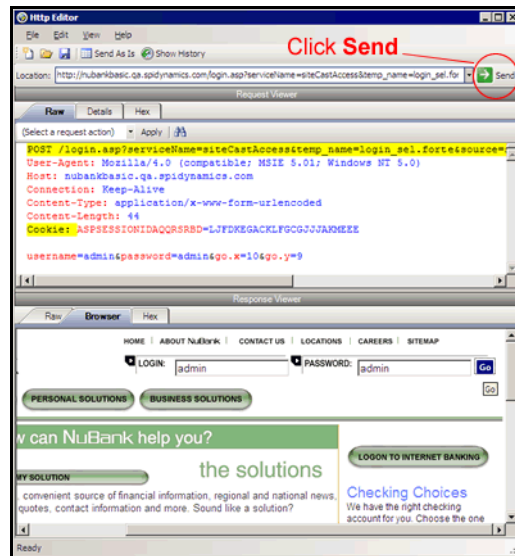 Http Editor
File Edit View Help
Send As Is Show History
Click Send
Location: http://nubankbasic.qa.spidynamics.com/login.asp?serviceName=siteCastAccess&temp_name=login_sel.for Send
Request Viewer
Raw Details Hex
(Select a request action) Apply
POST /login.asp?serviceName=siteCastAccess&temp_name=login_sel.forte&source=
User-Agent: Mozilla/4.0 (compatible; MSIE 5.01; Windows NT 5.0)
Host: nubankbasic.qa.spidynamics.com
Connection: Keep-Alive
Content-Type: application/x-www-form-urlencoded
Content-Length: 44
Cookie: ASPSESSIONIDAQQRSRBD=LJFDKEGACKLFGCGJJJAKMEEE
username=admin&password=admin&go.x=10&go.y=9
Response Viewer
Raw Browser Hex
HOME | ABOUT NuBank | CONTACT US | LOCATIONS | CAREERS | SITEMAP
LOGIN: admin PASSWORD: admin Go
Go
PERSONAL SOLUTIONS BUSINESS SOLUTIONS
w can NuBank help you?
LOGON TO INTERNET BANKING
MY SOLUTION the solutions
, convenient source of financial information, regional and national news,
quotes, contact information and more. Sound like a solution?
Checking Choices
We have the right checking
account for you. Choose the one
Ready